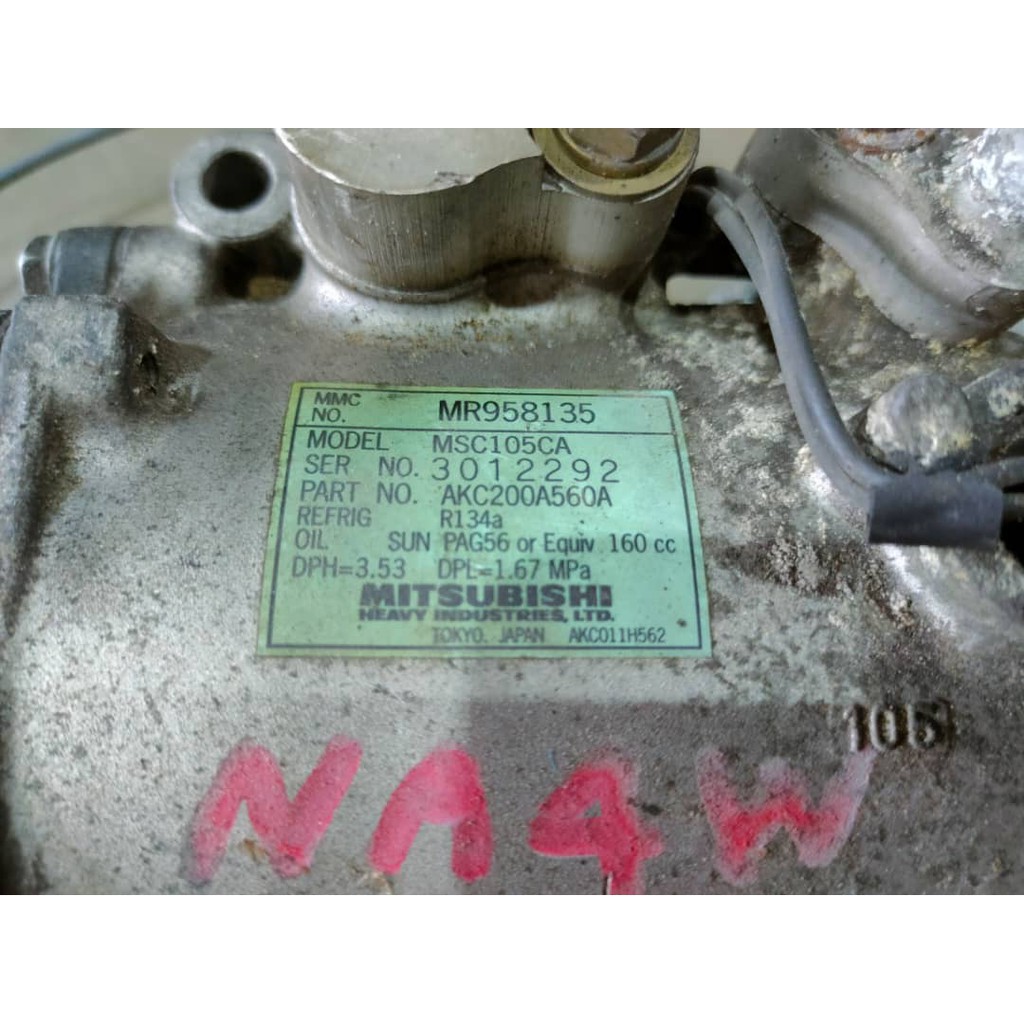 MMC NO. MR958135
MODEL MSC105CA
SER NO. 3012292
PART NO. AKC200A560A
REFRIG R134a
OIL SUN PAG56 or Equiv 160 cc
DPH=3.53 DPL=1.67 MPa
MITSUBISHI
HEAVY INDUSTRIES, LTD.
TOKYO. JAPAN AKC011H562
105
NA4W